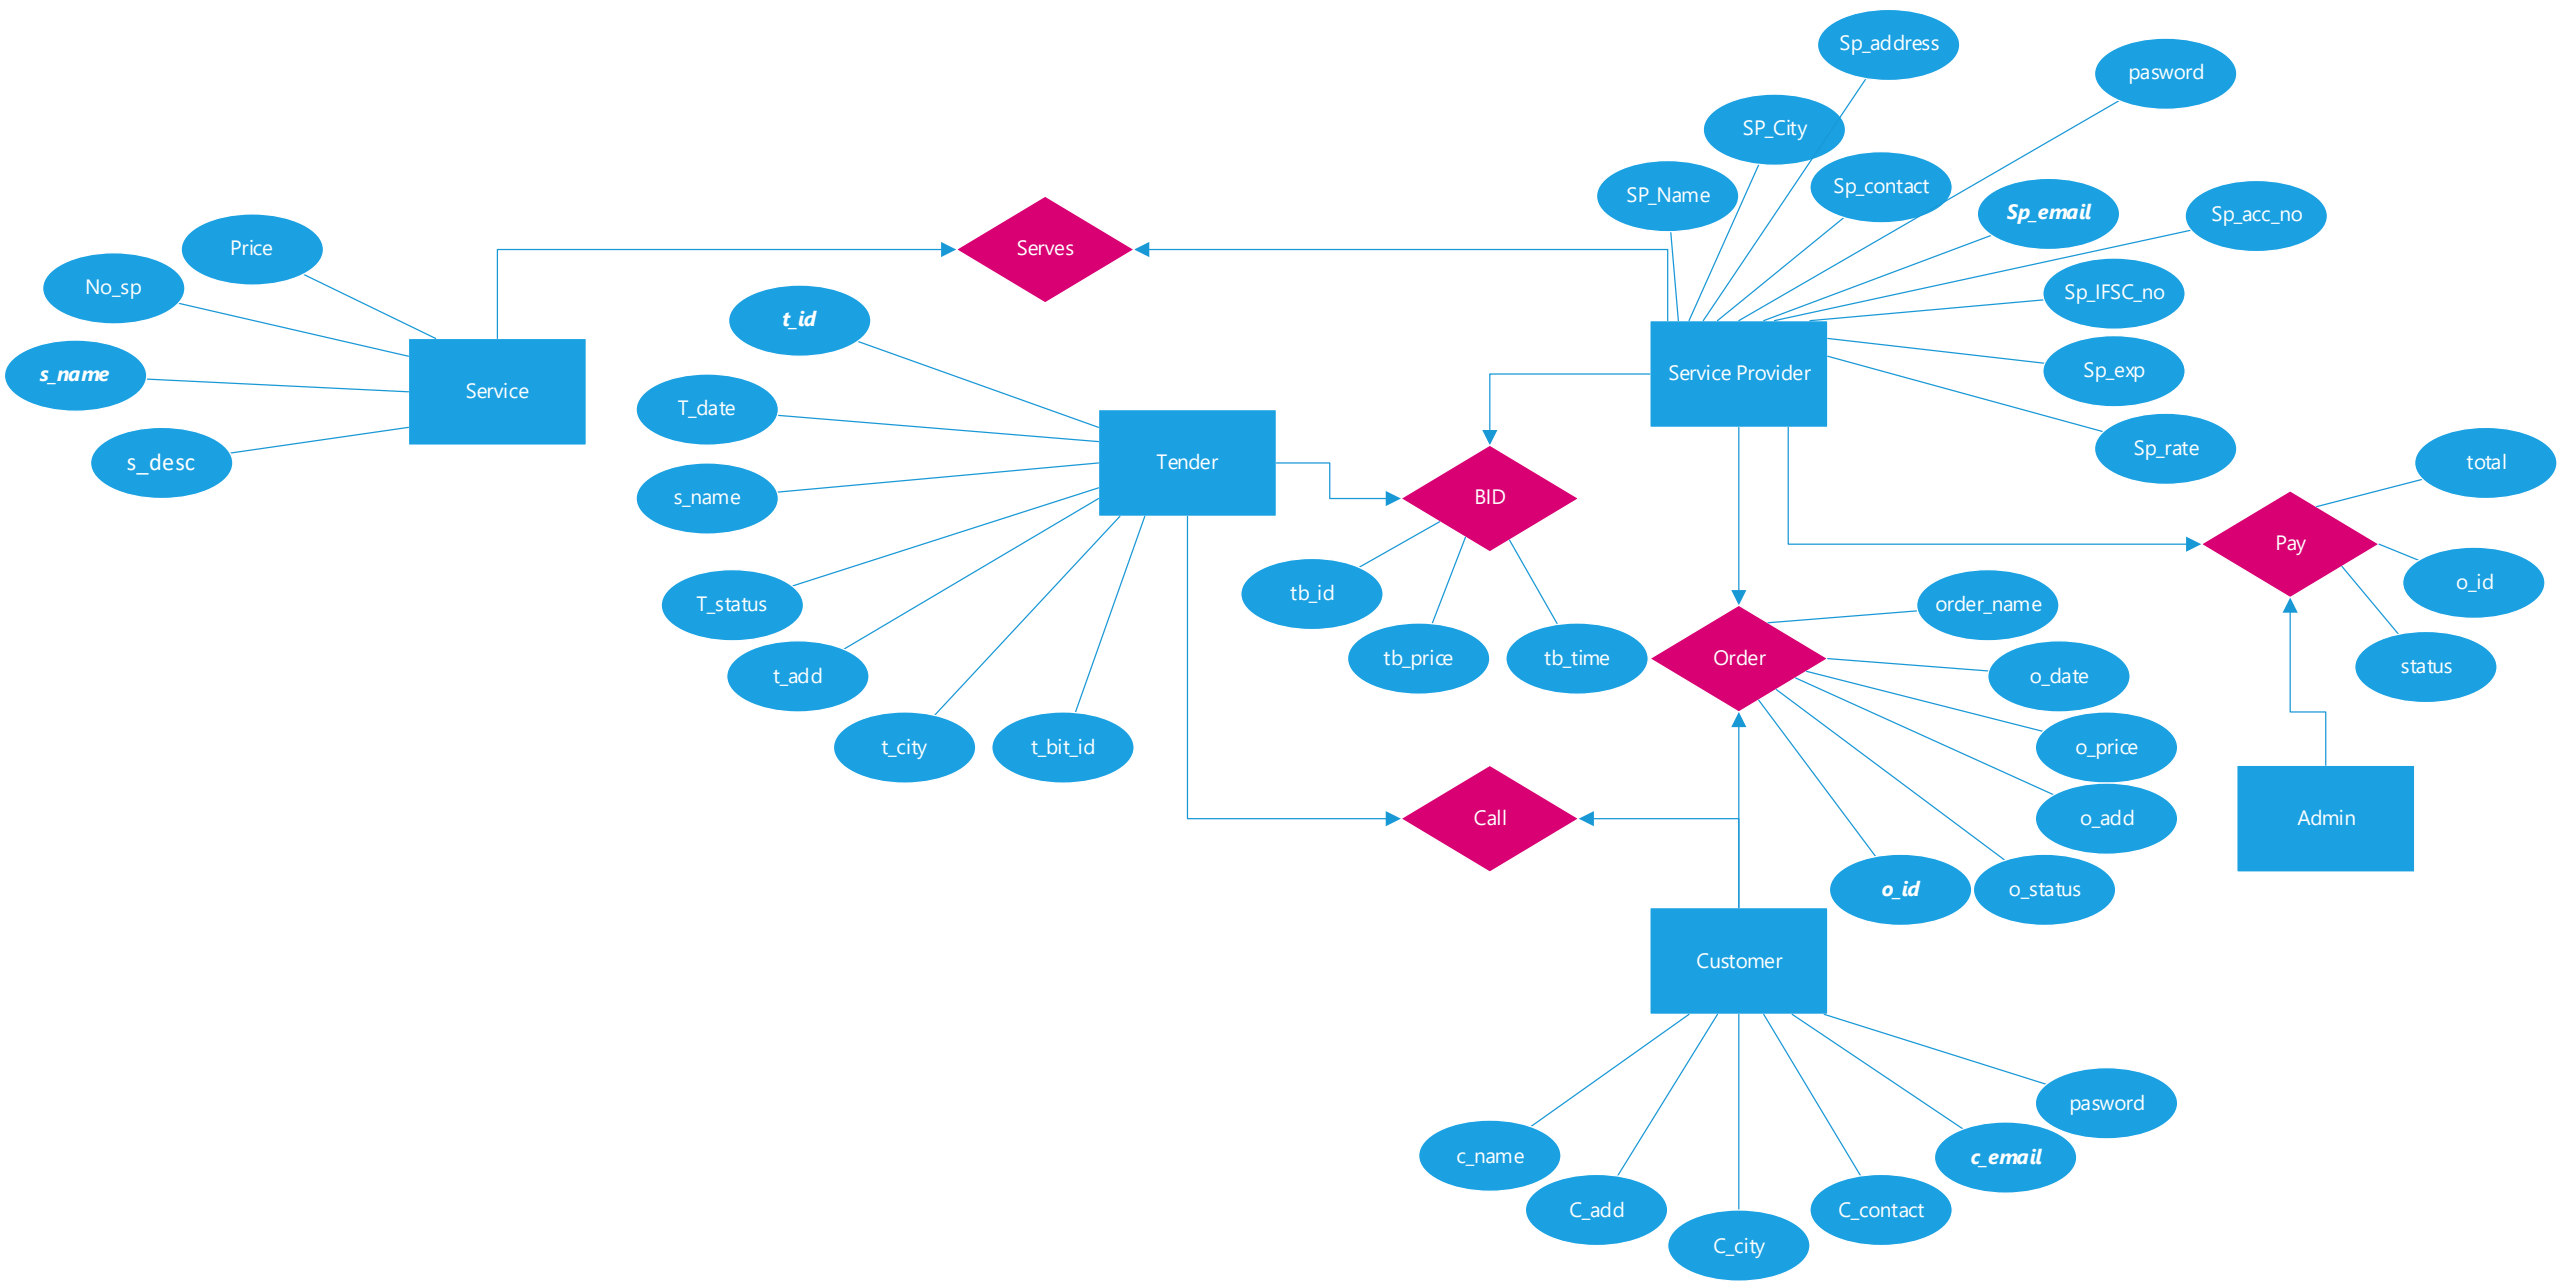 Sp_address
pasword
SP_City
Sp_contact
SP_Name
Sp_email
Sp_acc_no
Price
Serves
No_sp
Sp_IFSC_no
t_id
s_name
Service
T_date
Service Provider
Sp_exp
s_desc
Tender
BID
Sp_rate
total
s_name
Pay
tb_id
o_id
T_status
order_name
t_add
tb_price
tb_time
Order
o_date
status
t_city
t_bit_id
o_price
Call
o_add
Admin
o_id
o_status
Customer
pasword
c_name
c_email
C_add
C_contact
C_city